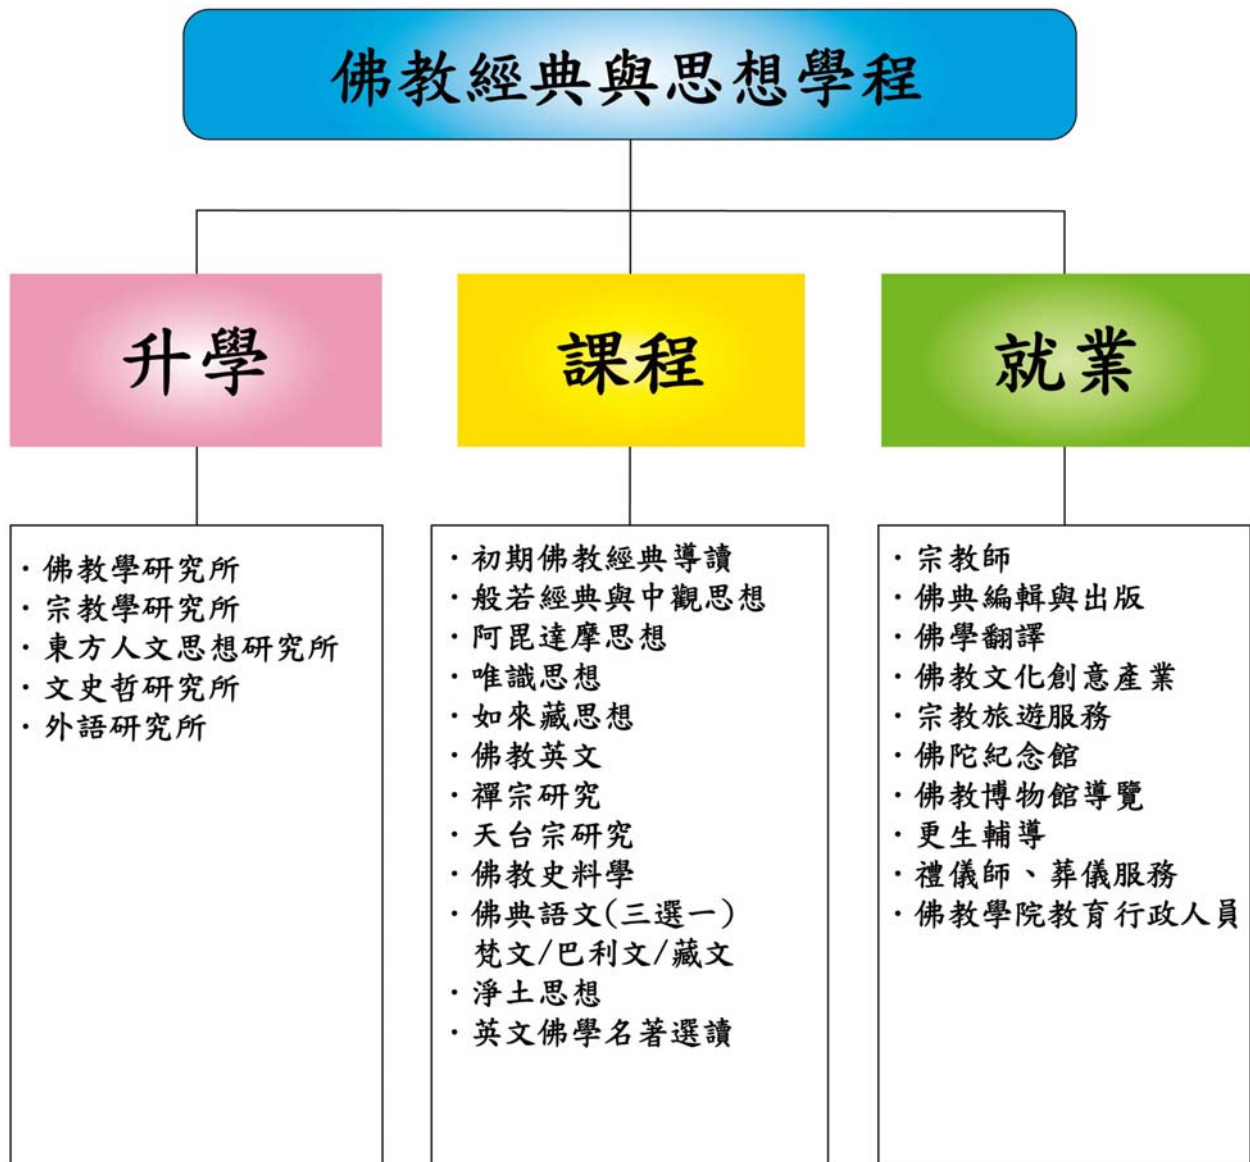 佛教經典與思想學程
升學
課程
就業
·佛教學研究所
·宗教學研究所
·東方人文思想研究所
·文史哲研究所
·外語研究所
·初期佛教經典導讀
·般若經典與中觀思想
·阿毘達摩思想
·唯識思想
·如來藏思想
·佛教英文
·禪宗研究
·天台宗研究
·佛教史料學
·佛典語文(三選一)
梵文/巴利文/藏文
·淨土思想
·英文佛學名著選讀
·宗教師
·佛典編輯與出版
·佛學翻譯
·佛教文化創意產業
·宗教旅遊服務
·佛陀紀念館
·佛教博物館導覽
·更生輔導
·禮儀師、葬儀服務
·佛教學院教育行政人員